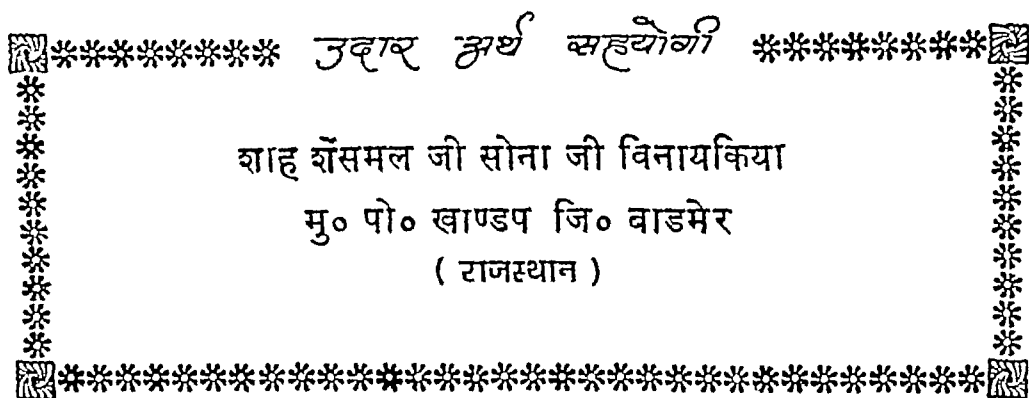 उदार अर्थ सहयोगी
शाह शेंसमल जी सोना जी विनायकिया
मु० पो० खाण्डप जि० वाडमेर
( राजस्थान )